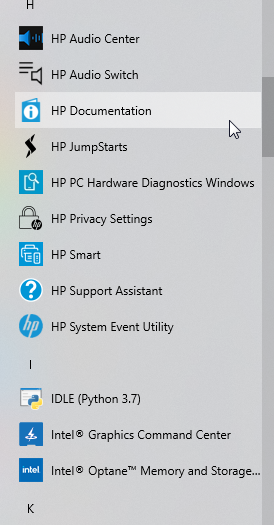 H
HP Audio Center
HP Audio Switch
HP Documentation
HP JumpStarts
HP PC Hardware Diagnostics Windows
HP Privacy Settings
HP Smart
HP Support Assistant
hp HP System Event Utility
I
IDLE (Python 3.7)
Intel® Graphics Command Center
intel Intel® Optane™ Memory and Storage...
K